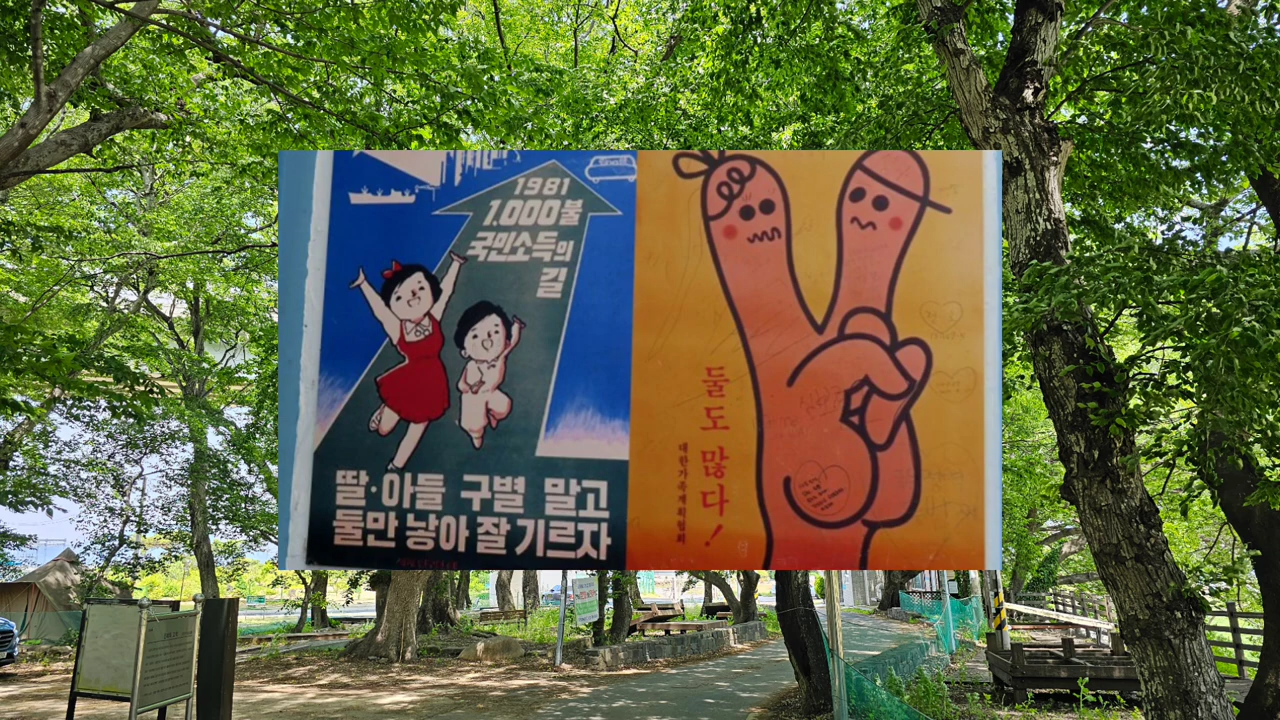 1981
1,000불
국민소득의
길
딸·아들 구별 말고
둘만 낳아 잘 기르자
둘도 많다!
대한가족계획협회